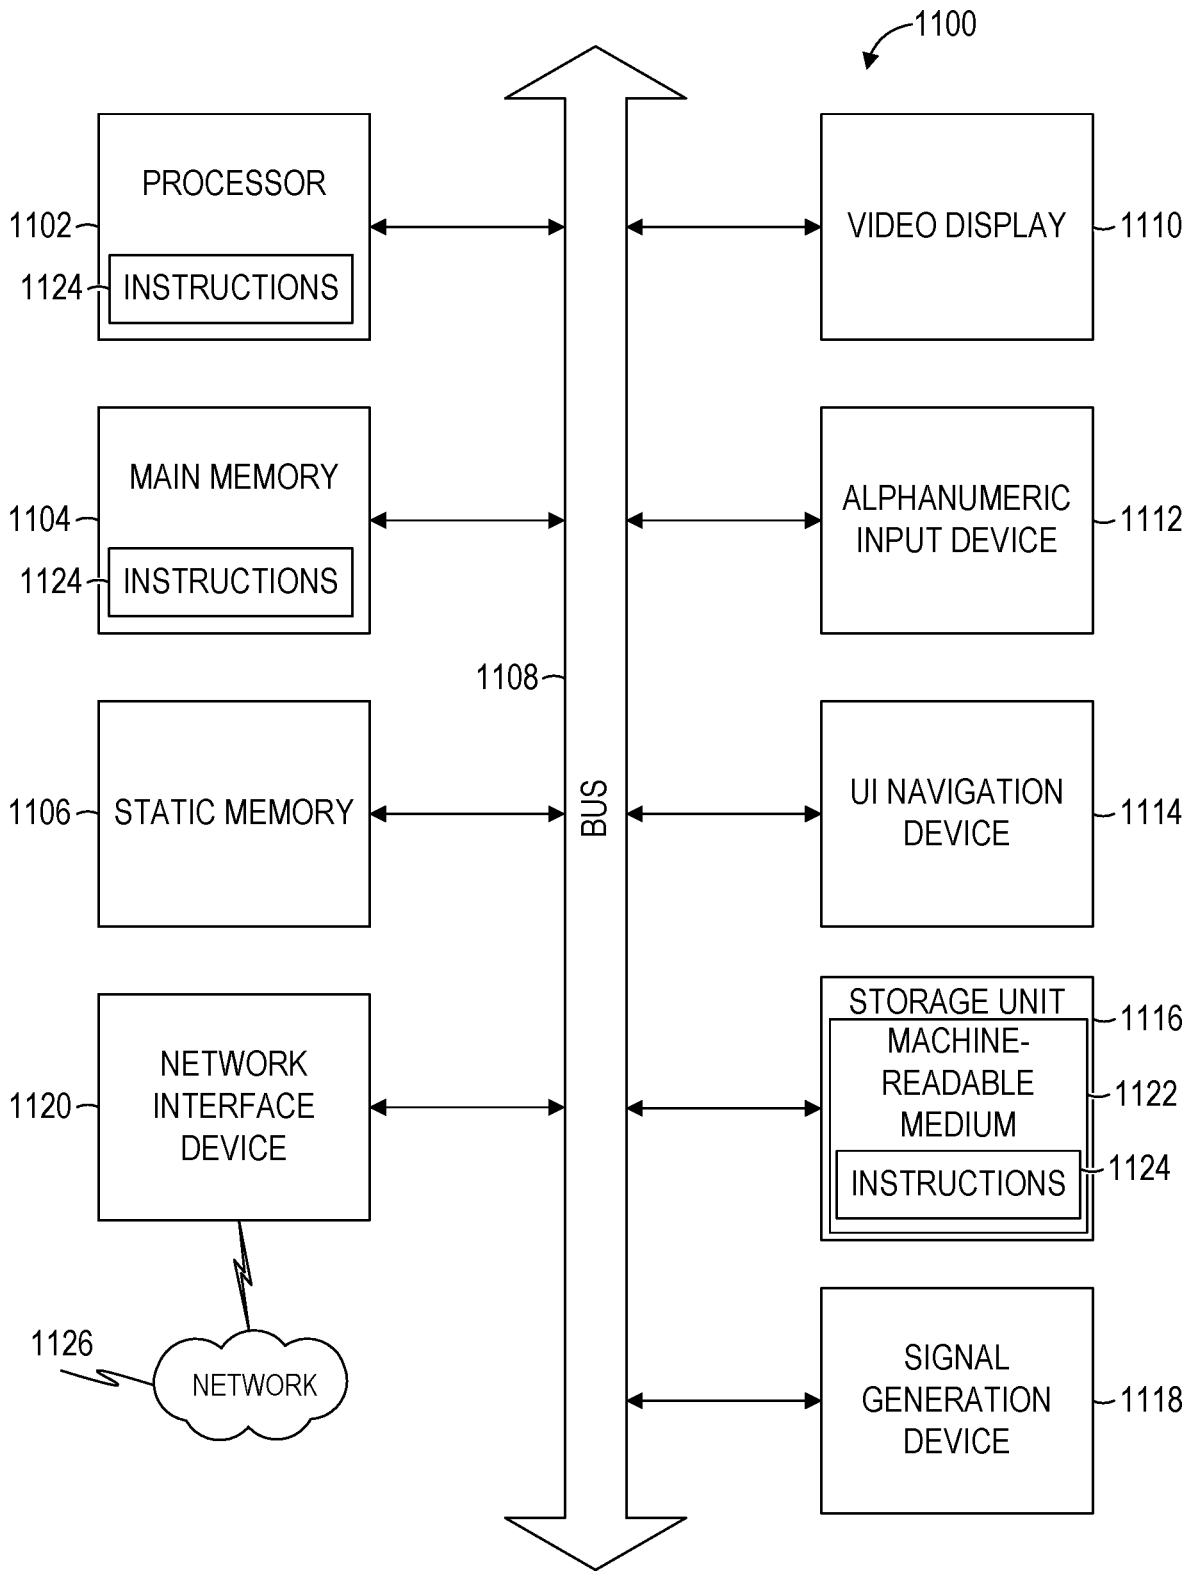 1100
PROCESSOR
1102
1124
INSTRUCTIONS
VIDEO DISPLAY
1110
MAIN MEMORY
1104
1124
INSTRUCTIONS
ALPHANUMERIC
INPUT DEVICE
1112
1108
BUS
1106
STATIC MEMORY
UI NAVIGATION
DEVICE
1114
NETWORK
INTERFACE
DEVICE
1120
STORAGE UNIT
1116
MACHINE-
READABLE
MEDIUM
1122
1124
INSTRUCTIONS
1126
NETWORK
SIGNAL
GENERATION
DEVICE
1118